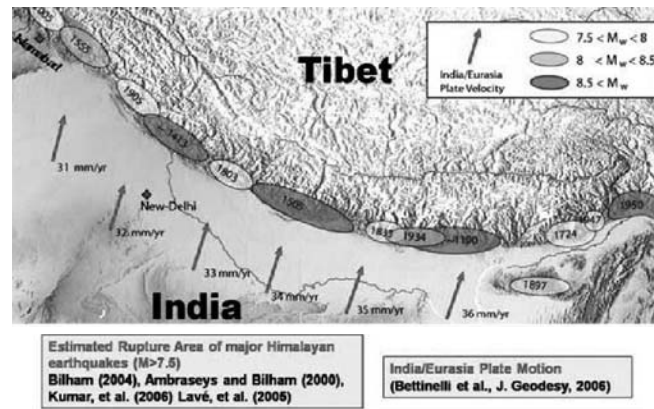 2005
Islamabad
1555
Tibet
India/Eurasia
Plate Velocity
7.5 < Mw < 8
8 < Mw < 8.5
8.5 < Mw
1905
~1413
1803
1505
1833
1934
~1100
1724
1947
1950
1897
31 mm/yr
New-Delhi
32 mm/yr
33 mm/yr
34 mm/yr
35 mm/yr
36 mm/yr
India
Estimated Rupture Area of major Himalayan
earthquakes (M>7.5)
Bilham (2004), Ambraseys and Bilham (2000),
Kumar, et al. (2006) Lavé, et al. (2005)
India/Eurasia Plate Motion
(Bettinelli et al., J. Geodesy, 2006)